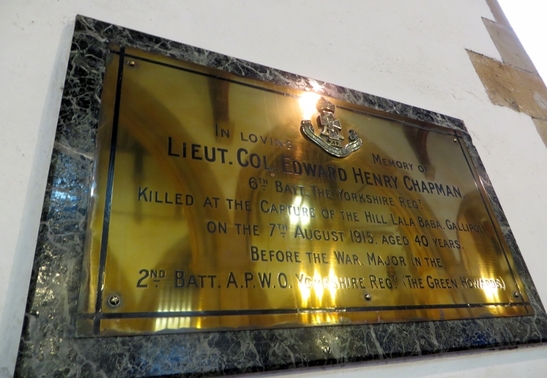 In Loving Memory of
Lieut. Col. Edward Henry Chapman
6th Batt. The Yorkshire Regt.
Killed at the Capture of the Hill Lala Baba, Gallipoli
on the 7th August 1915. Aged 40 years.
Before the War, Major in the
2nd Batt. A.P.W.O. Yorkshire Regt. (The Green Howards)